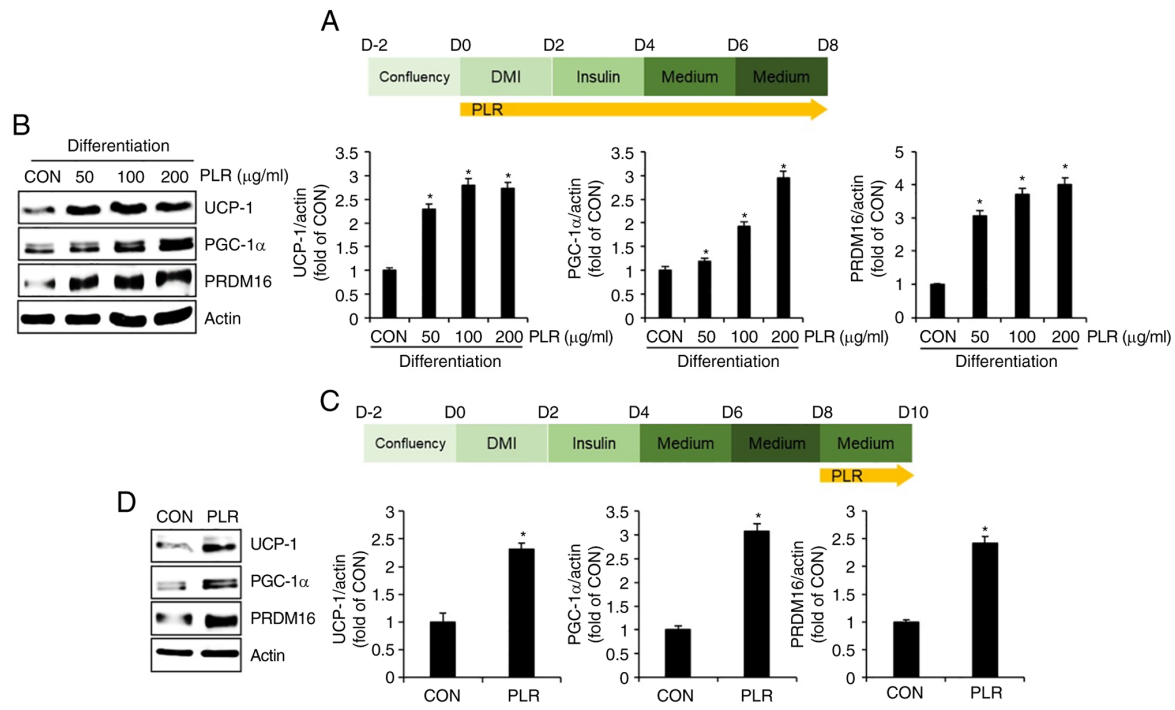 A
D-2 D0 D2 D4 D6 D8
Confluency DMI Insulin Medium Medium
PLR
B
Differentiation
CON 50 100 200 PLR (μg/ml)
UCP-1
PGC-1α
PRDM16
Actin
UCP-1/actin
(fold of CON)
3.5
3
2.5
2
1.5
1
0.5
0
* * *
CON 50 100 200 PLR (μg/ml)
Differentiation
PGC-1α/actin
(fold of CON)
3.5
3
2.5
2
1.5
1
0.5
0
* * *
CON 50 100 200 PLR (μg/ml)
Differentiation
PRDM16/actin
(fold of CON)
5
4
3
2
1
0
* * *
CON 50 100 200 PLR (μg/ml)
Differentiation
C
D-2 D0 D2 D4 D6 D8 D10
Confluency DMI Insulin Medium Medium Medium
PLR
D
CON PLR
UCP-1
PGC-1α
PRDM16
Actin
UCP-1/actin
(fold of CON)
3
2.5
2
1.5
1
0.5
0
*
CON PLR
PGC-1α/actin
(fold of CON)
3.5
3
2.5
2
1.5
1
0.5
0
*
CON PLR
PRDM16/actin
(fold of CON)
3
2.5
2
1.5
1
0.5
0
*
CON PLR